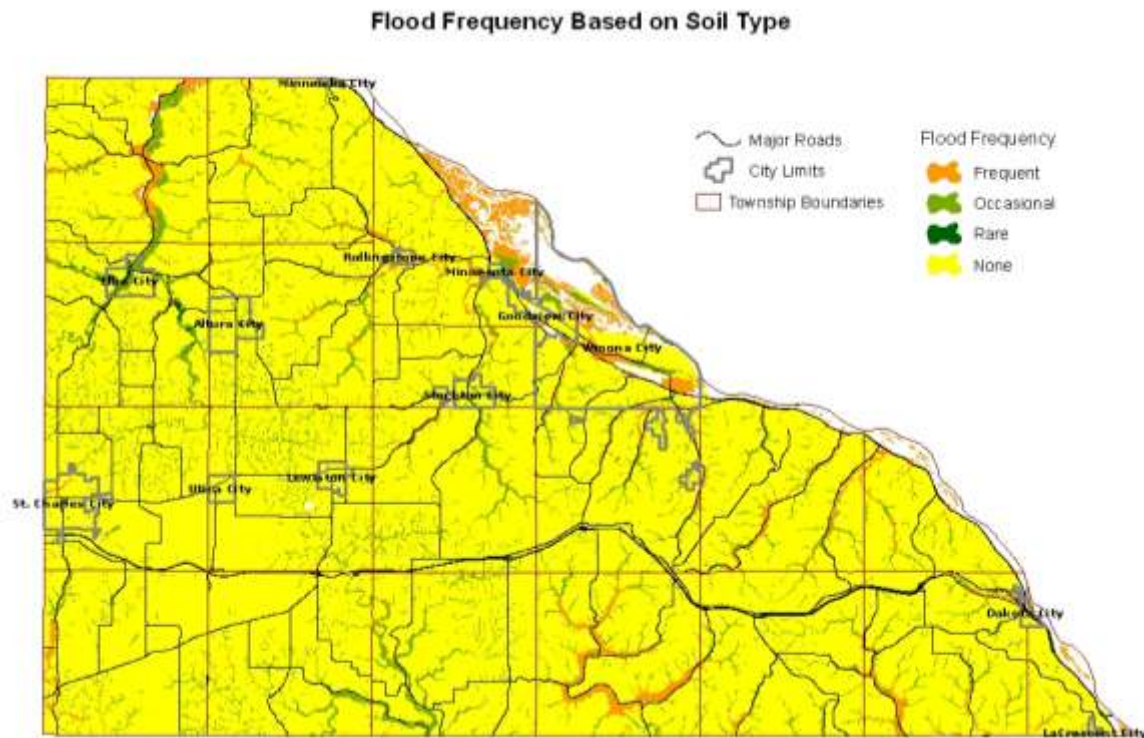 Flood Frequency Based on Soil Type
Major Roads
City Limits
Township Boundaries
Flood Frequency
Frequent
Occasional
Rare
None
Rollingstone City
Minnesota City
Elba City
Altura City
Goodview City
Winona City
Stockton City
Lewiston City
Utica City
St. Charles City
Dakota City
LaCrescent City